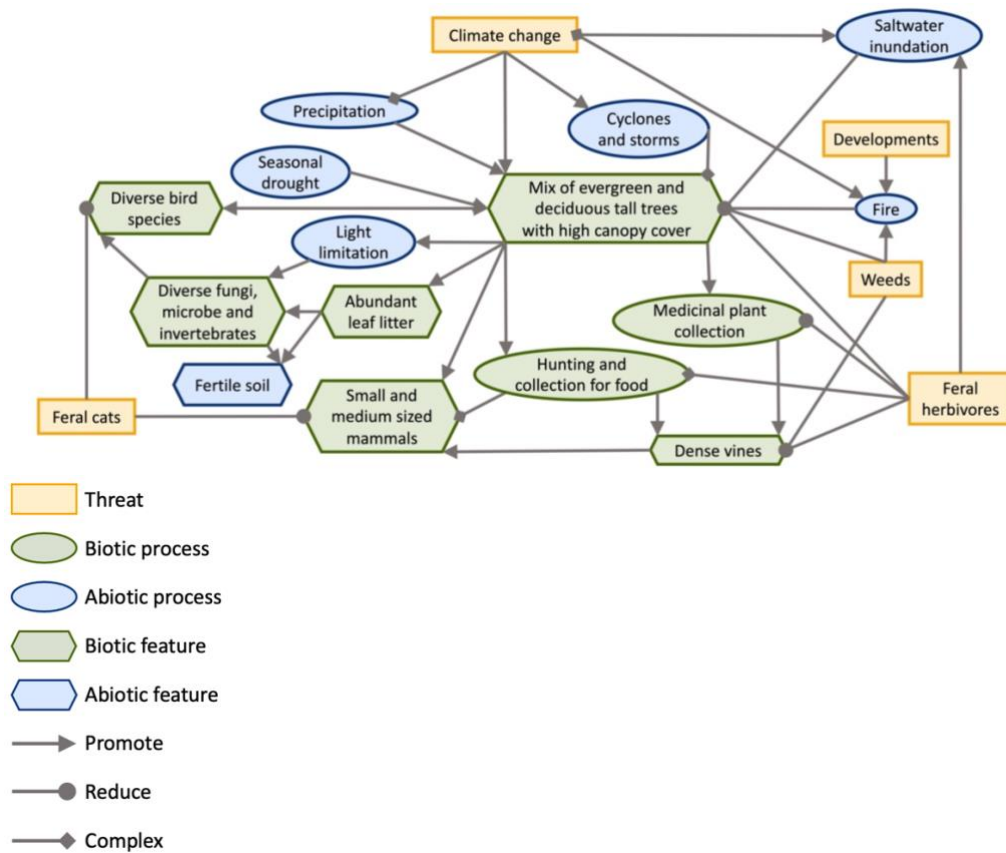 Climate change
Saltwater
inundation
Precipitation
Cyclones
and storms
Developments
Seasonal
drought
Diverse bird
species
Mix of evergreen and
deciduous tall trees
with high canopy cover
Fire
Light
limitation
Weeds
Diverse fungi,
microbe and
invertebrates
Abundant
leaf litter
Medicinal plant
collection
Fertile soil
Hunting and
collection for food
Feral cats
Small and
medium sized
mammals
Feral
herbivores
Dense vines
Threat
Biotic process
Abiotic process
Biotic feature
Abiotic feature
Promote
Reduce
Complex